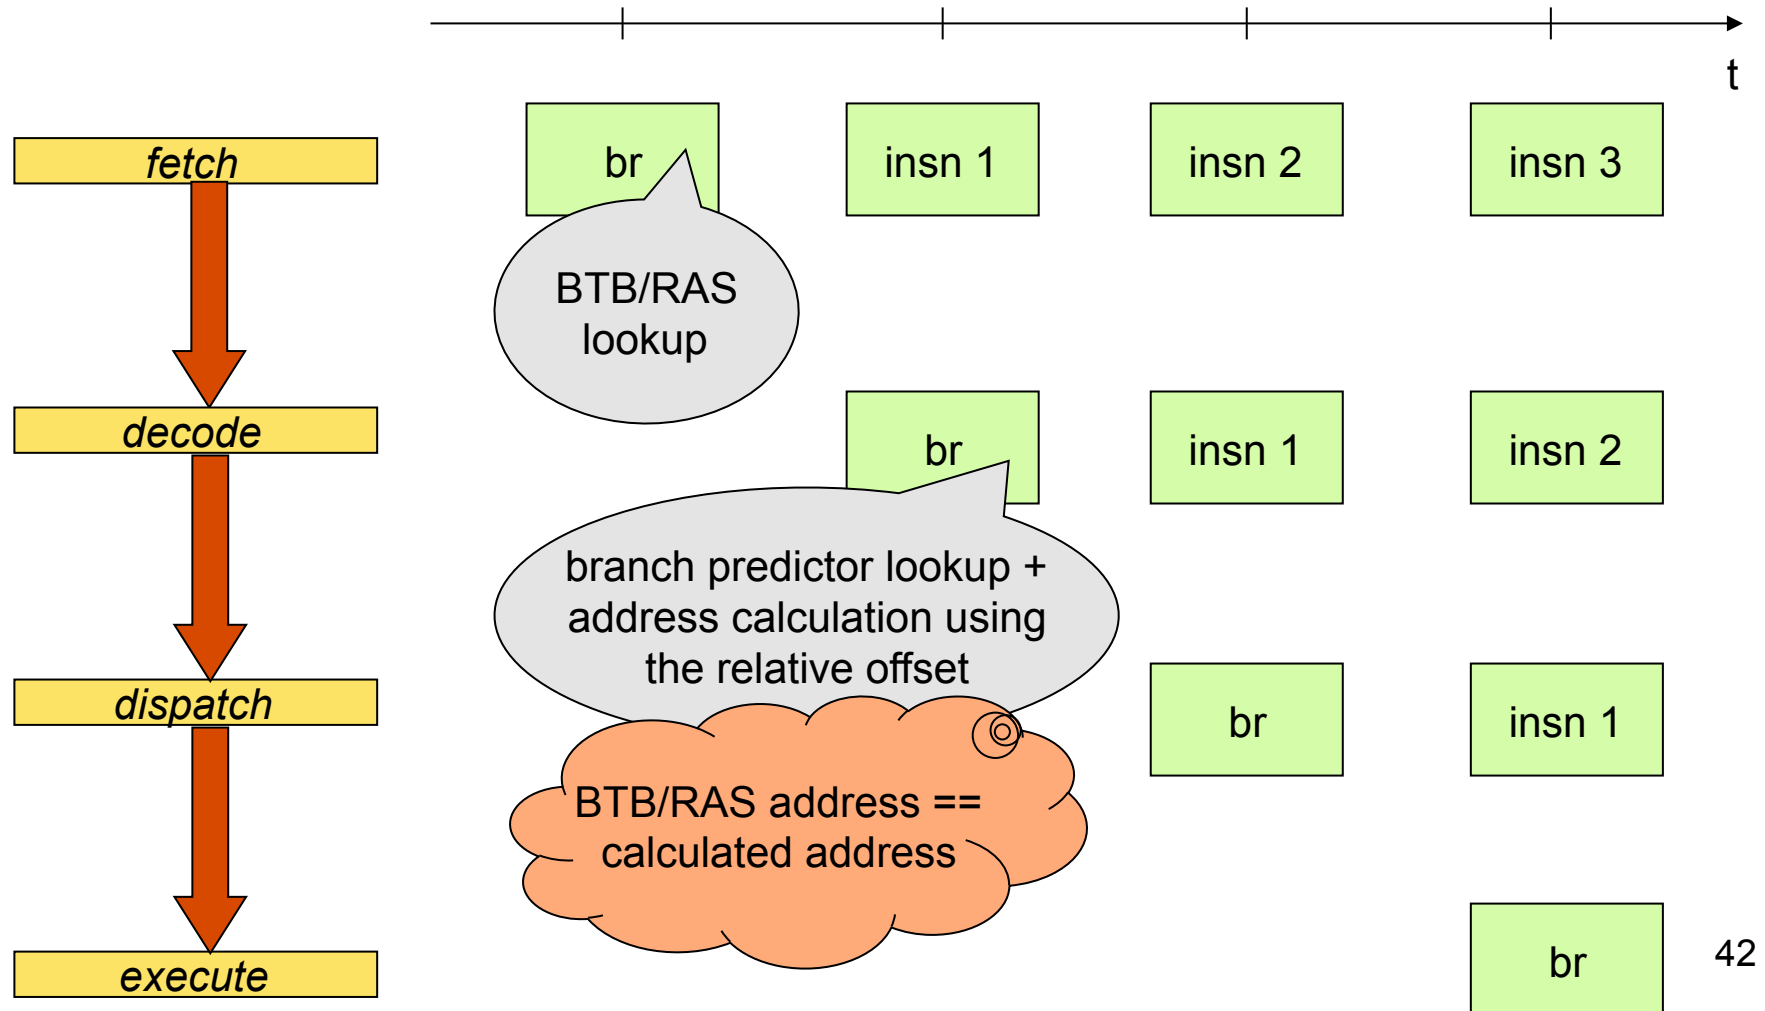 t
fetch
br
insn 1
insn 2
insn 3
BTB/RAS
lookup
decode
br
insn 1
insn 2
branch predictor lookup +
address calculation using
the relative offset
dispatch
br
insn 1
BTB/RAS address ==
calculated address
execute
br
42